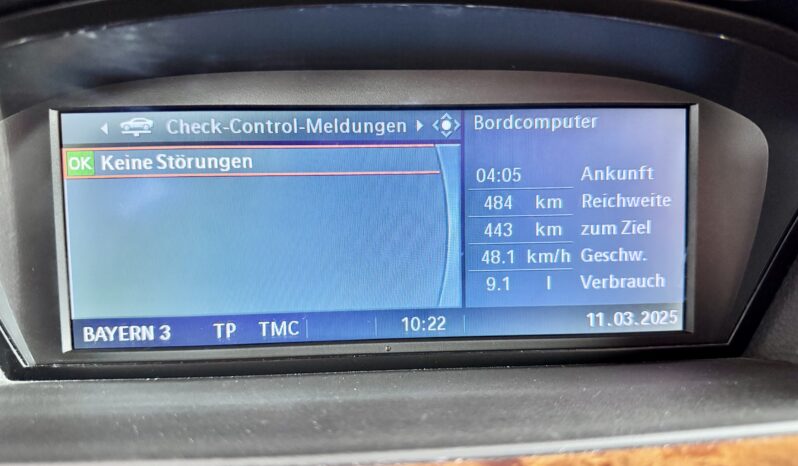 Check-Control-Meldungen
OK Keine Störungen
Bordcomputer
04:05 Ankunft
484 km Reichweite
443 km zum Ziel
48.1 km/h Geschw.
9.1 l Verbrauch
BAYERN 3 TP TMC 10:22 11.03.2025